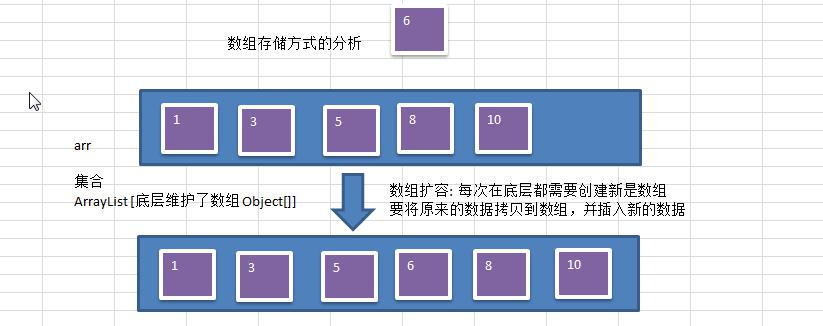 6
数组存储方式的分析
1 3 5 8 10
arr
集合
ArrayList [底层维护了数组 Object[]]
数组扩容: 每次在底层都需要创建新是数组
要将原来的数据拷贝到数组，并插入新的数据
1 3 5 6 8 10